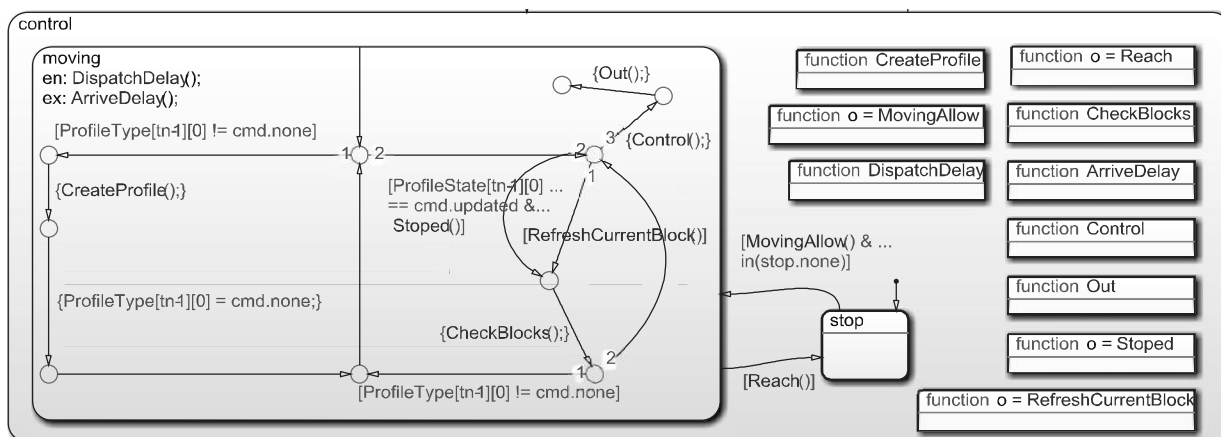 control
moving
en: DispatchDelay();
ex: ArriveDelay();
{Out();}
[ProfileType[tn-1][0] != cmd.none]
1
2
2
3
{Control();}
1
{CreateProfile();}
[ProfileState[tn-1][0] ...
== cmd.updated &...
Stoped()]
[RefreshCurrentBlock()]
{ProfileType[tn-1][0] = cmd.none;}
{CheckBlocks();}
1
2
[ProfileType[tn-1][0] != cmd.none]
[MovingAllow() & ...
in(stop.none)]
stop
[Reach()]
function CreateProfile
function o = Reach
function o = MovingAllow
function CheckBlocks
function DispatchDelay
function ArriveDelay
function Control
function Out
function o = Stoped
function o = RefreshCurrentBlock